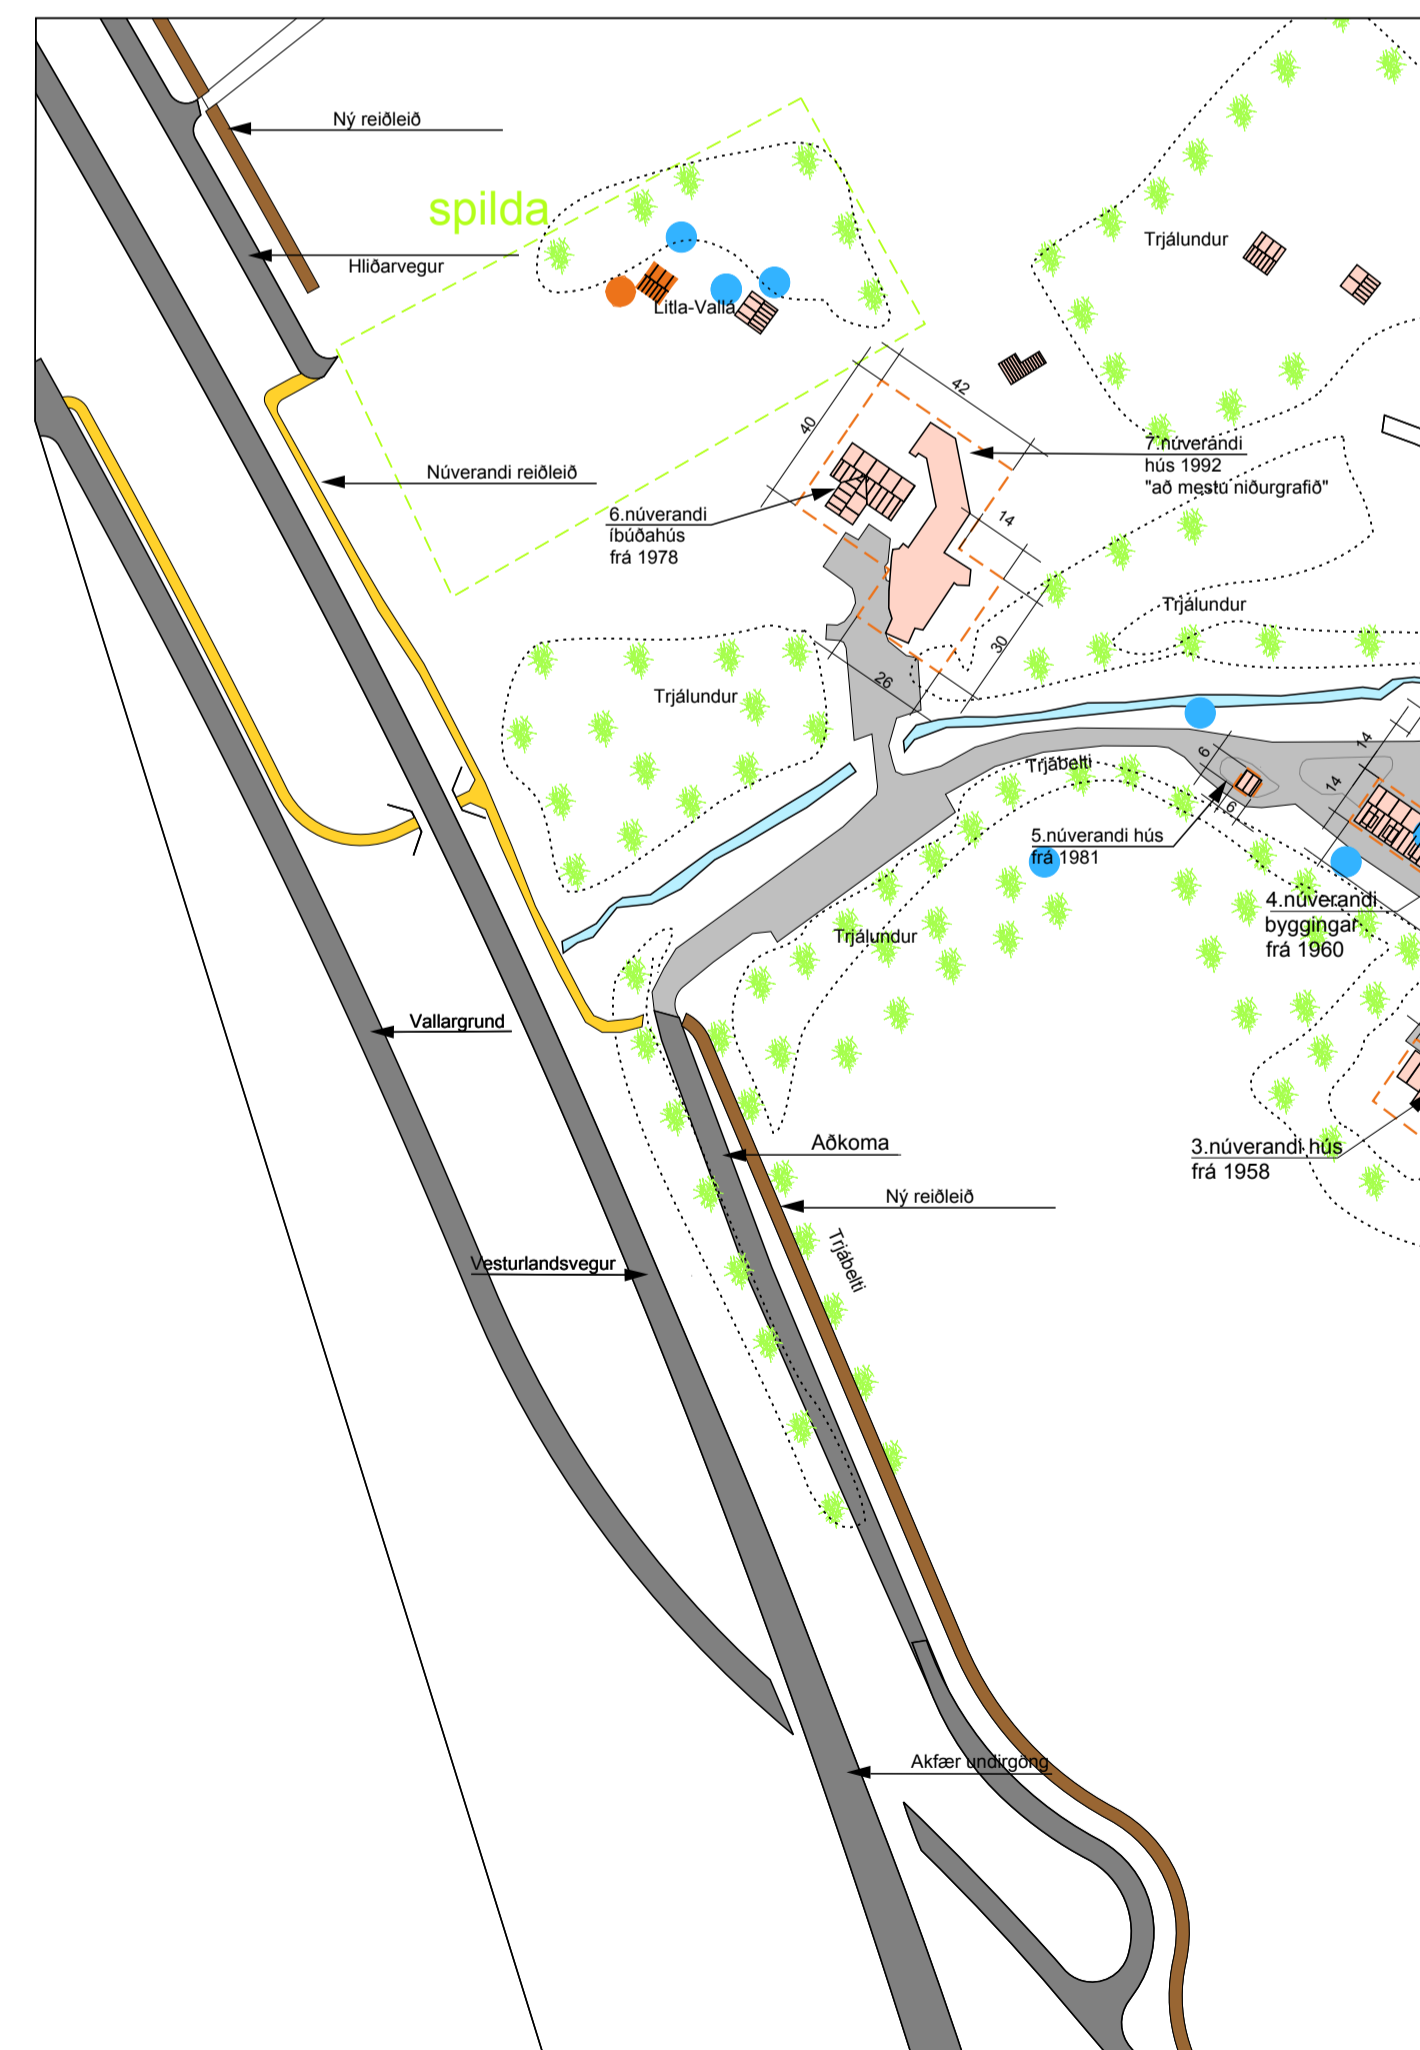 Ný reiðleið
spilda
Hliðarvegur
Litla-Vallá
Trjálundur
42
40
7.núverandi
hús 1992
"að mestu niðurgrafið"
Núverandi reiðleið
6.núverandi
íbúðahús
frá 1978
14
Trjálundur
30
26
Trjálundur
14
6
Trjábelti
14
6
5.núverandi hús
frá 1981
4.núverandi
byggingar
frá 1960
Trjálundur
Vallargrund
Aðkoma
3.núverandi hús
frá 1958
Ný reiðleið
Trjábelti
Vesturlandsvegur
Akfær undirgöng